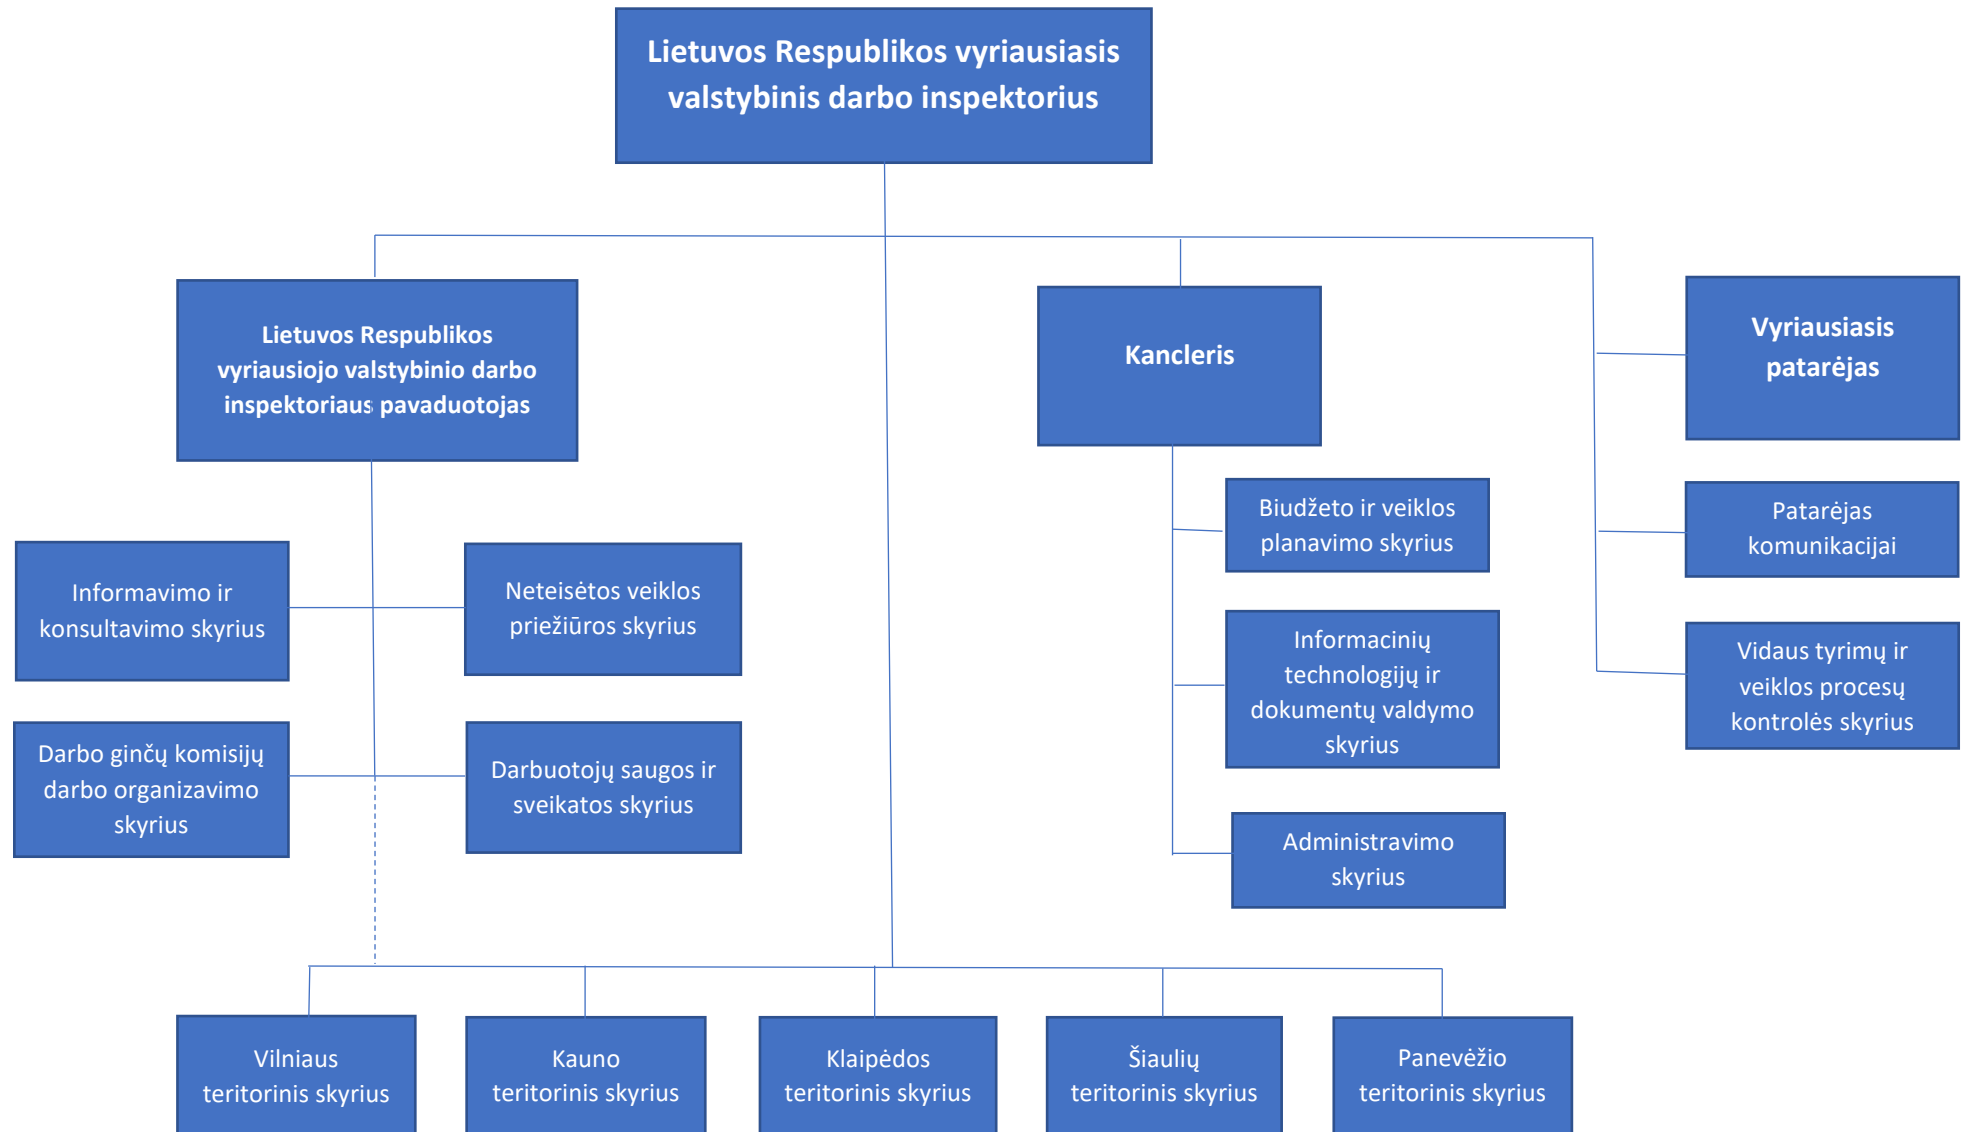 Lietuvos Respublikos vyriausiasis
valstybinis darbo inspektorius
Lietuvos Respublikos
vyriausiojo valstybinio darbo
inspektoriaus pavaduotojas
Kancleris
Vyriausiasis
patarėjas
Biudžeto ir veiklos
planavimo skyrius
Patarėjas
komunikacijai
Informavimo ir
konsultavimo skyrius
Neteisėtos veiklos
priežiūros skyrius
Informacinių
technologijų ir
dokumentų valdymo
skyrius
Vidaus tyrimų ir
veiklos procesų
kontrolės skyrius
Darbo ginčų komisijų
darbo organizavimo
skyrius
Darbuotojų saugos ir
sveikatos skyrius
Administravimo
skyrius
Vilniaus
teritorinis skyrius
Kauno
teritorinis skyrius
Klaipėdos
teritorinis skyrius
Šiaulių
teritorinis skyrius
Panevėžio
teritorinis skyrius